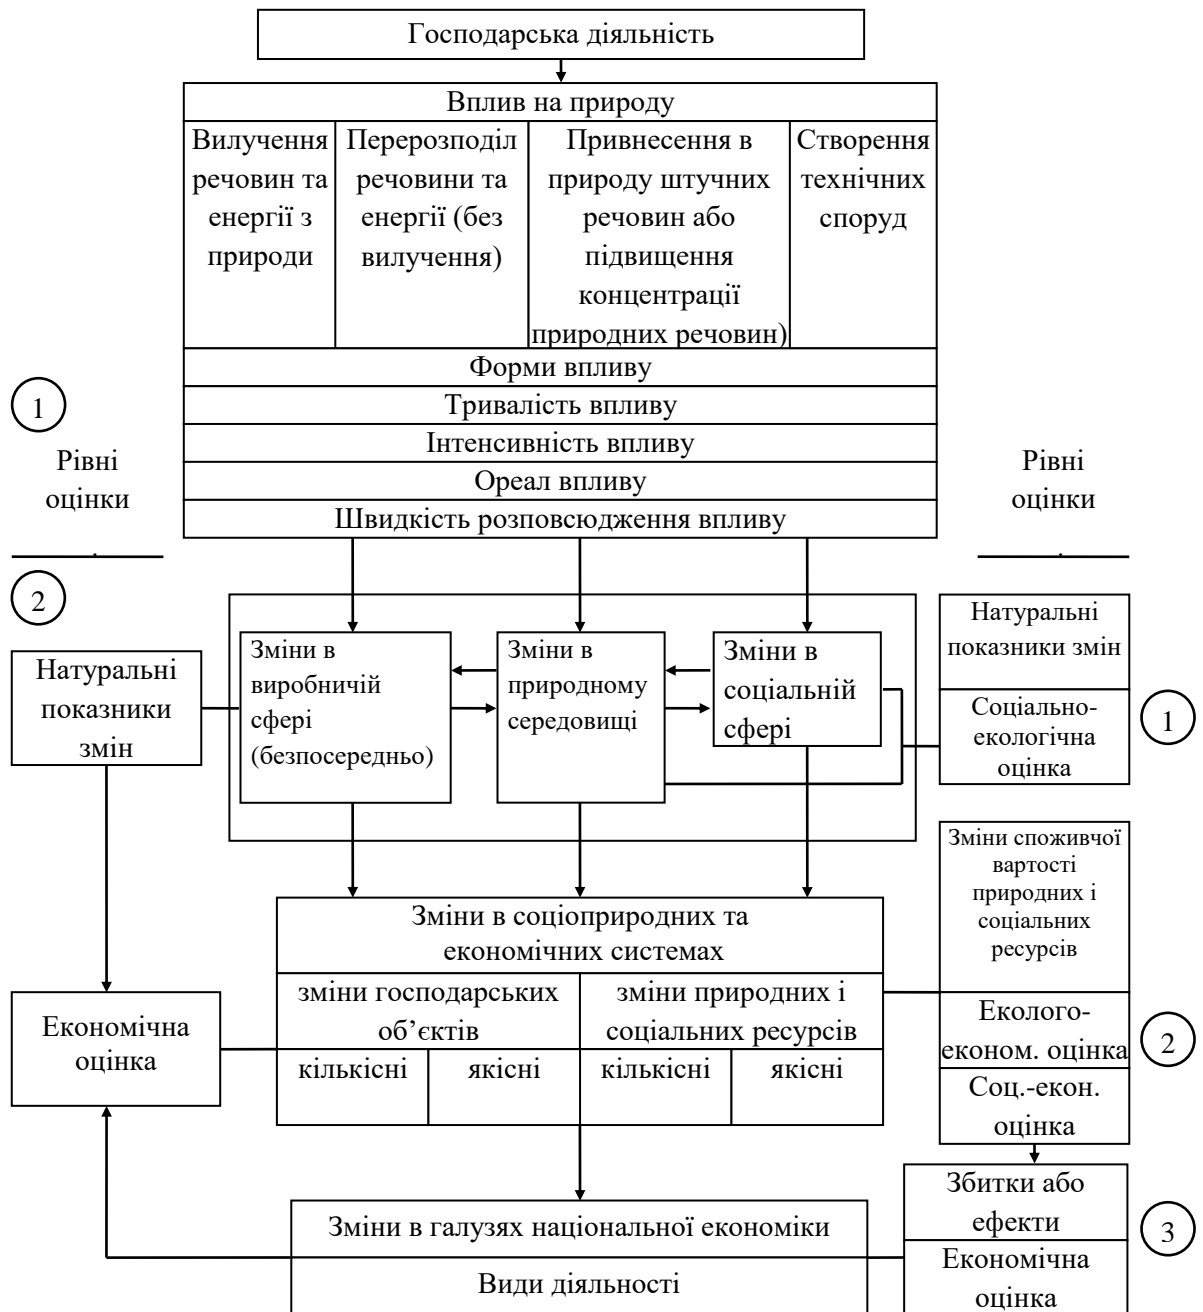 Господарська діяльність
Вплив на природу
Вилучення
речовин та
енергії з
природи
Перерозподіл
речовини та
енергії (без
вилучення)
Привнесення в
природу штучних
речовин або
підвищення
концентрації
природних речовин)
Створення
технічних
споруд
Форми впливу
Тривалість впливу
Інтенсивність впливу
Ореал впливу
Швидкість розповсюдження впливу
1
Рівні
оцінки
Рівні
оцінки
2
Натуральні
показники
змін
Зміни в
виробничій
сфері
(безпосередньо)
Зміни в
природному
середовищі
Зміни в
соціальній
сфері
Натуральні
показники змін
Соціально-
екологічна
оцінка
1
Зміни в соціоприродних та
економічних системах
зміни господарських
об’єктів
зміни природних і
соціальних ресурсів
кількісні
якісні
кількісні
якісні
Економічна
оцінка
Зміни споживчої
вартості
природних і
соціальних
ресурсів
Еколого-
економ. оцінка
Соц.-екон.
оцінка
2
Зміни в галузях національної економіки
Види діяльності
Збитки або
ефекти
Економічна
оцінка
3